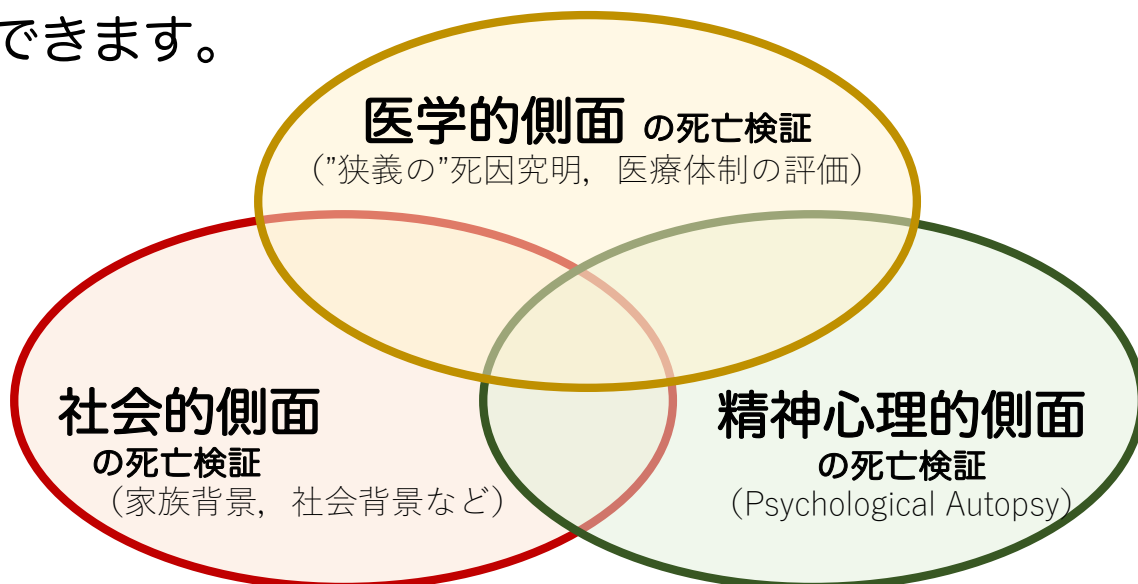 できます。
医学的側面 の死亡検証
（”狭義の”死因究明，医療体制の評価）
社会的側面
の死亡検証
（家族背景，社会背景など）
精神心理的側面
の死亡検証
（Psychological Autopsy）